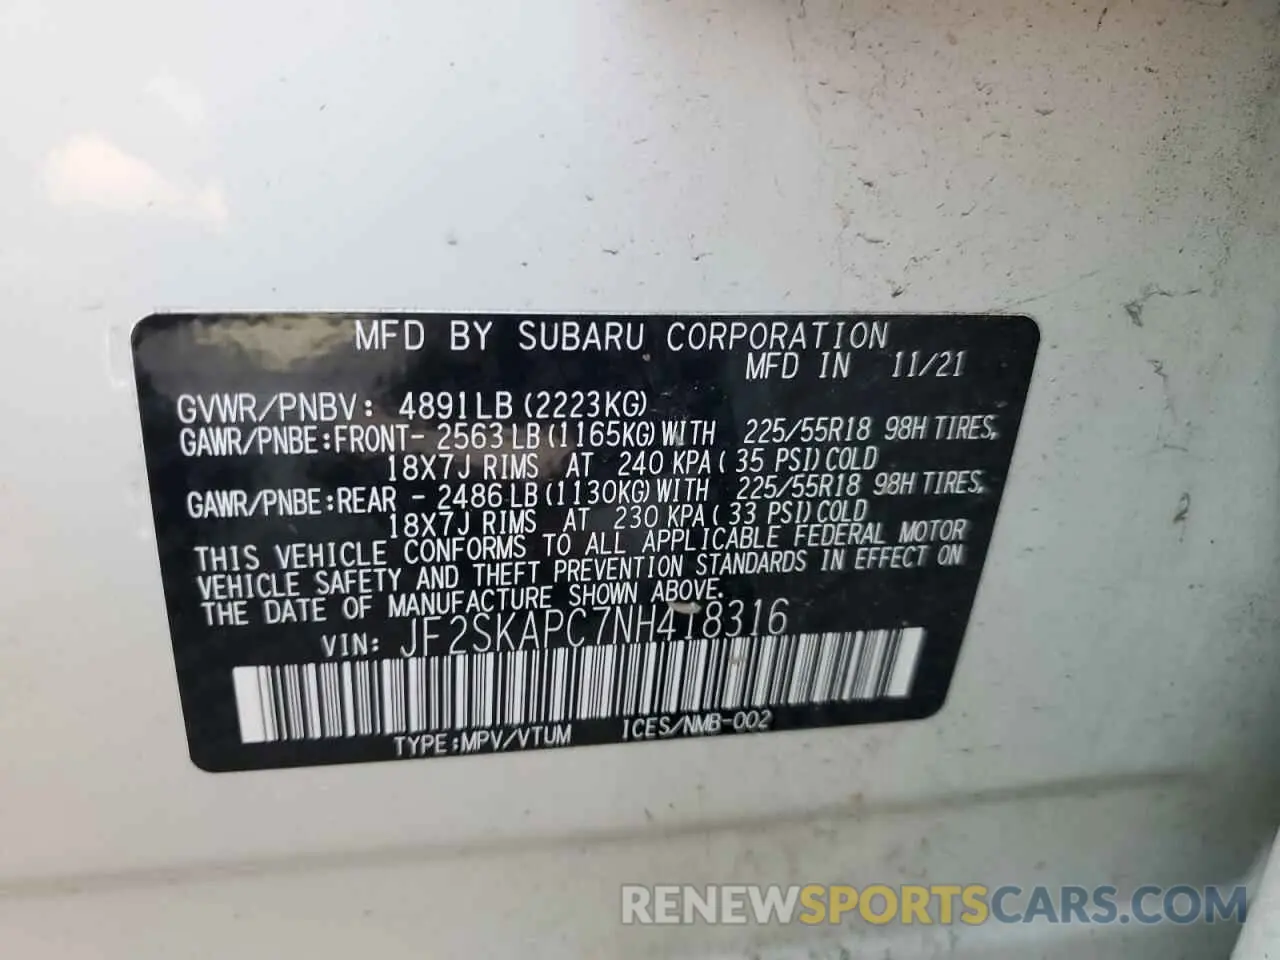 MFD BY SUBARU CORPORATION
MFD IN 11/21
GVWR/PNBV: 4891LB (2223KG)
GAWR/PNBE:FRONT- 2563LB(1165KG)WITH 225/55R18 98H TIRES,
18X7J RIMS AT 240 KPA( 35 PSI)COLD
GAWR/PNBE:REAR - 2486LB(1130KG)WITH 225/55R18 98H TIRES,
18X7J RIMS AT 230 KPA( 33 PSI)COLD
THIS VEHICLE CONFORMS TO ALL APPLICABLE FEDERAL MOTOR
VEHICLE SAFETY AND THEFT PREVENTION STANDARDS IN EFFECT ON
THE DATE OF MANUFACTURE SHOWN ABOVE.
VIN: JF2SKAPC7NH418316
TYPE:MPV/VTUM ICES/NMB-002
RENEWSPORTSCARS.COM